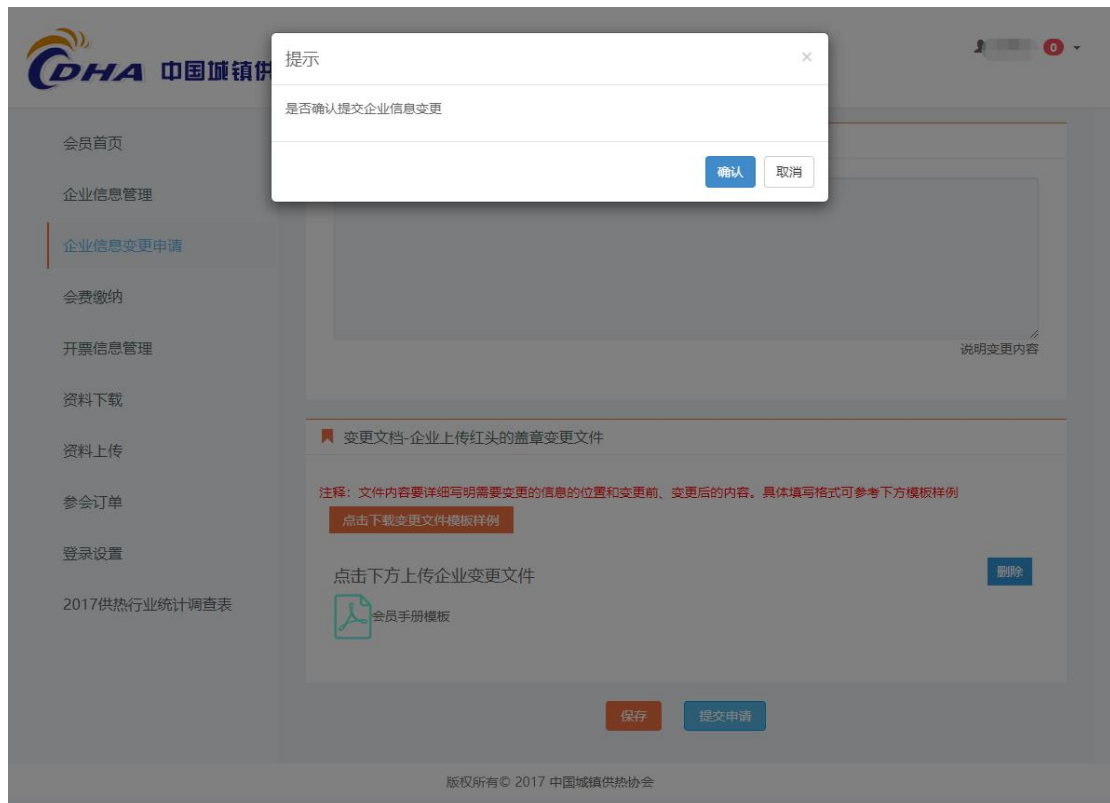 CDHA 中国城镇供
提示
×
0
是否确认提交企业信息变更
确认
取消
会员首页
企业信息管理
企业信息变更申请
会费缴纳
开票信息管理
资料下载
资料上传
参会订单
登录设置
2017供热行业统计调查表
说明变更内容
变更文档-企业上传红头的盖章变更文件
注释：文件内容要详细写明需要变更的信息的位置和变更前、变更后的内容。具体填写格式可参考下方模板样例
点击下载变更文件模板样例
点击下方上传企业变更文件
删除
会员手册模板
保存
提交申请
版权所有© 2017 中国城镇供热协会